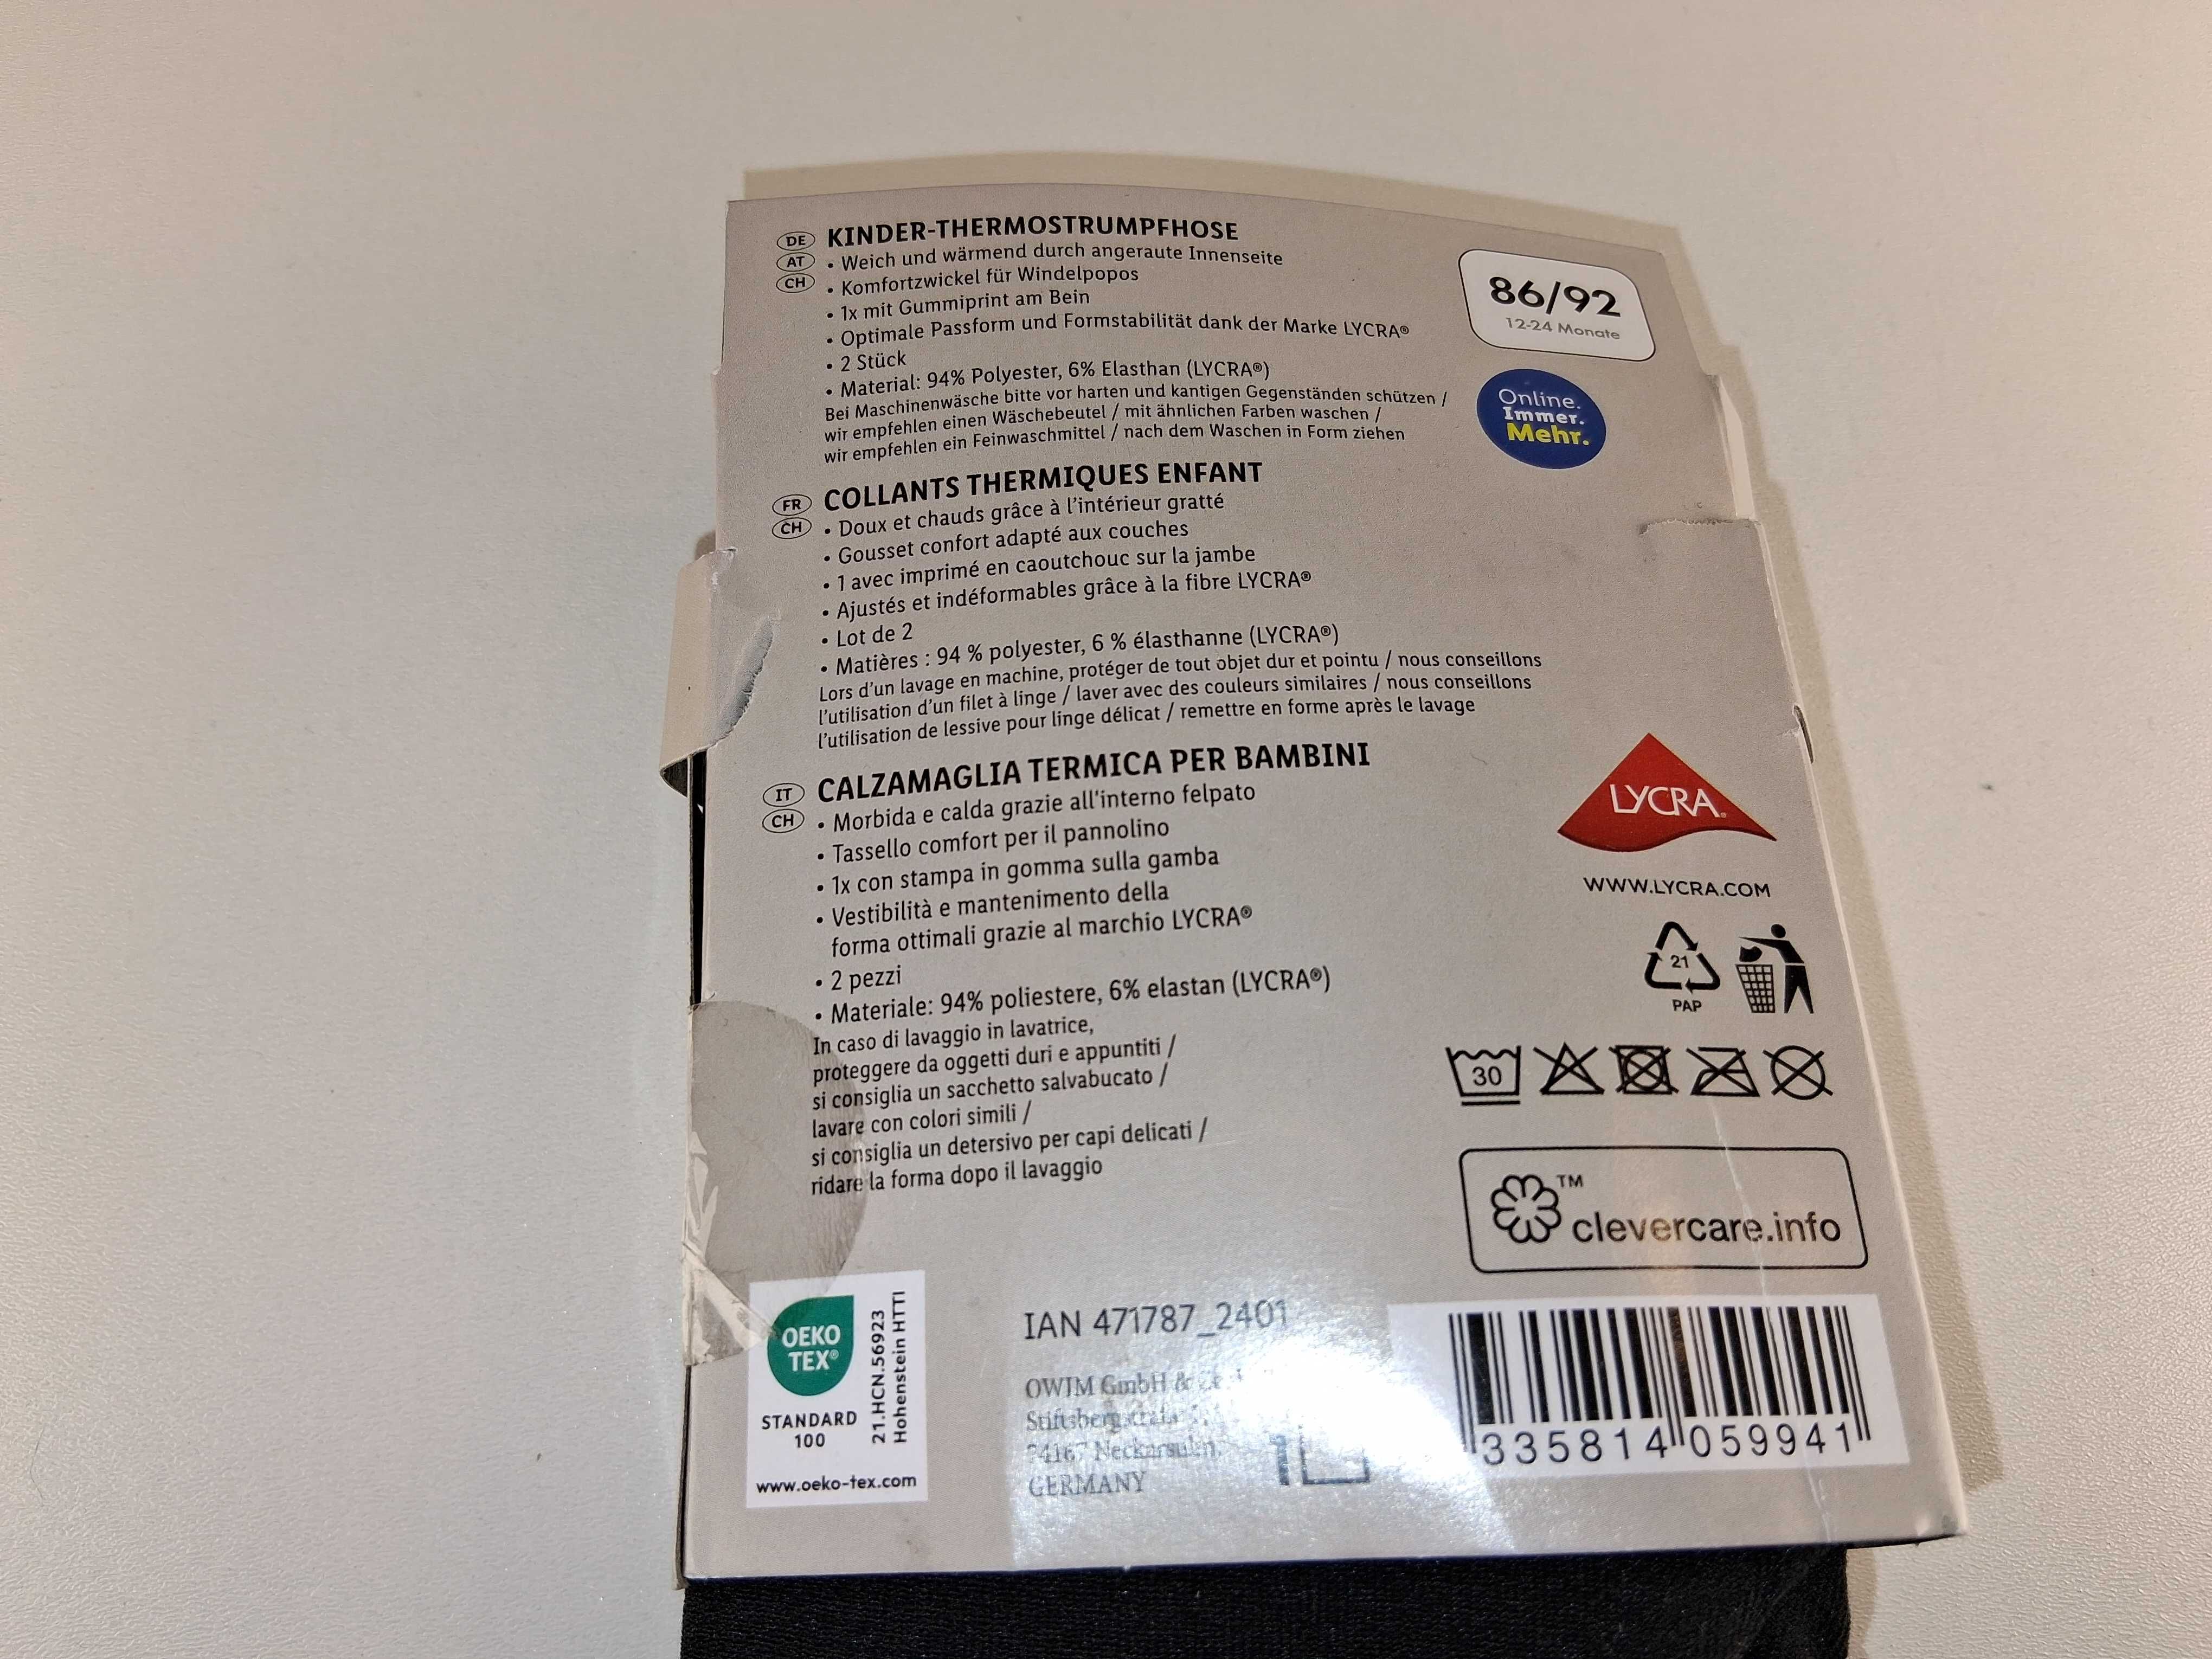 DE KINDER-THERMOSTRUMPFHOSE
AT • Weich und wärmend durch angeraute Innenseite
CH • Komfortzwickel für Windelpopos
• 1x mit Gummiprint am Bein
• Optimale Passform und Formstabilität dank der Marke LYCRA®
• 2 Stück
• Material: 94% Polyester, 6% Elasthan (LYCRA®)
Bei Maschinenwäsche bitte vor harten und kantigen Gegenständen schützen /
wir empfehlen einen Wäschebeutel / mit ähnlichen Farben waschen /
wir empfehlen ein Feinwaschmittel / nach dem Waschen in Form ziehen
86/92
12-24 Monate
Online.
Immer.
Mehr.
FR COLLANTS THERMIQUES ENFANT
CH • Doux et chauds grâce à l'intérieur gratté
• Gousset confort adapté aux couches
• 1 avec imprimé en caoutchouc sur la jambe
• Ajustés et indéformables grâce à la fibre LYCRA®
• Lot de 2
• Matières : 94 % polyester, 6 % élasthanne (LYCRA®)
Lors d'un lavage en machine, protéger de tout objet dur et pointu / nous conseillons
l'utilisation d'un filet à linge / laver avec des couleurs similaires / nous conseillons
l'utilisation de lessive pour linge délicat / remettre en forme après le lavage
IT CALZAMAGLIA TERMICA PER BAMBINI
CH • Morbida e calda grazie all'interno felpato
• Tassello comfort per il pannolino
• 1x con stampa in gomma sulla gamba
• Vestibilità e mantenimento della
forma ottimali grazie al marchio LYCRA®
• 2 pezzi
• Materiale: 94% poliestere, 6% elastan (LYCRA®)
In caso di lavaggio in lavatrice,
proteggere da oggetti duri e appuntiti /
si consiglia un sacchetto salvabucato /
lavare con colori simili /
si consiglia un detersivo per capi delicati /
ridare la forma dopo il lavaggio
LYCRA®
WWW.LYCRA.COM
21
PAP
30
™
clevercare.info
OEKO
TEX®
STANDARD
100
21.HCN.56923
Hohenstein HTTI
www.oeko-tex.com
IAN 471787_2401
OWIM GmbH &
Neckarsulm,
GERMANY
335814 059941